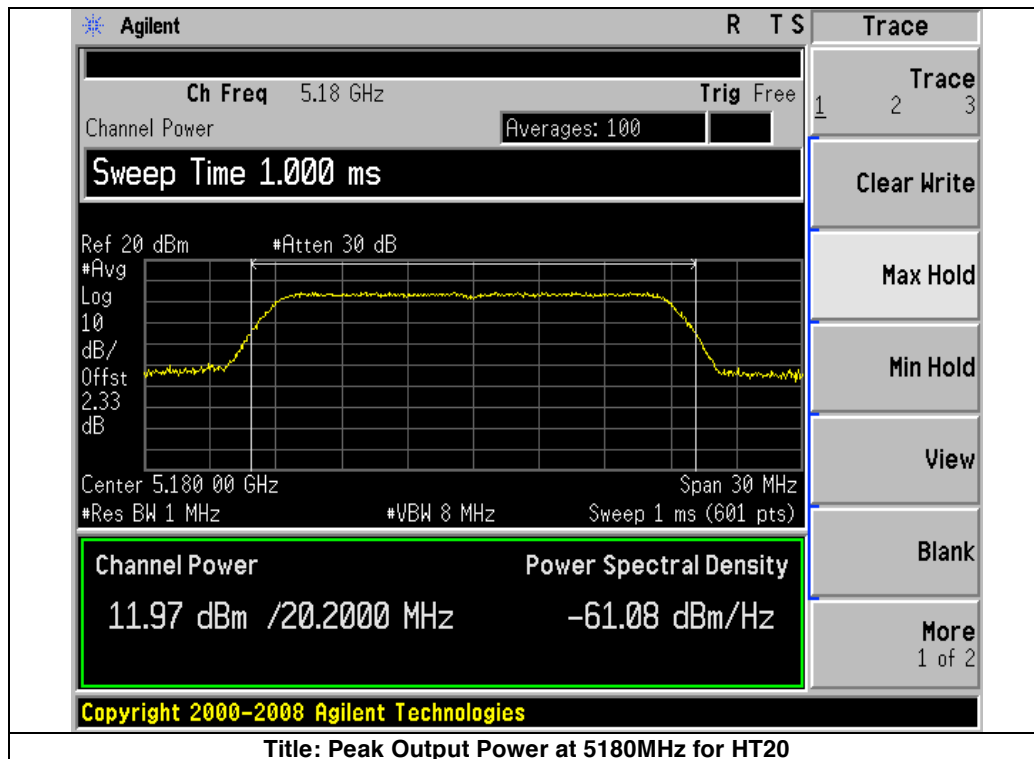 Agilent
R T S
Trace
Ch Freq 5.18 GHz
Trig Free
Channel Power
Averages: 100
Sweep Time 1.000 ms
Ref 20 dBm
#Atten 30 dB
#Avg
Log
10
dB/
Offst
2.33
dB
Center 5.180 00 GHz
Span 30 MHz
#Res BW 1 MHz
#VBW 8 MHz
Sweep 1 ms (601 pts)
Channel Power
Power Spectral Density
11.97 dBm /20.2000 MHz
-61.08 dBm/Hz
Copyright 2000-2008 Agilent Technologies
Trace
1 2 3
Clear Write
Max Hold
Min Hold
View
Blank
More
1 of 2
Title: Peak Output Power at 5180MHz for HT20